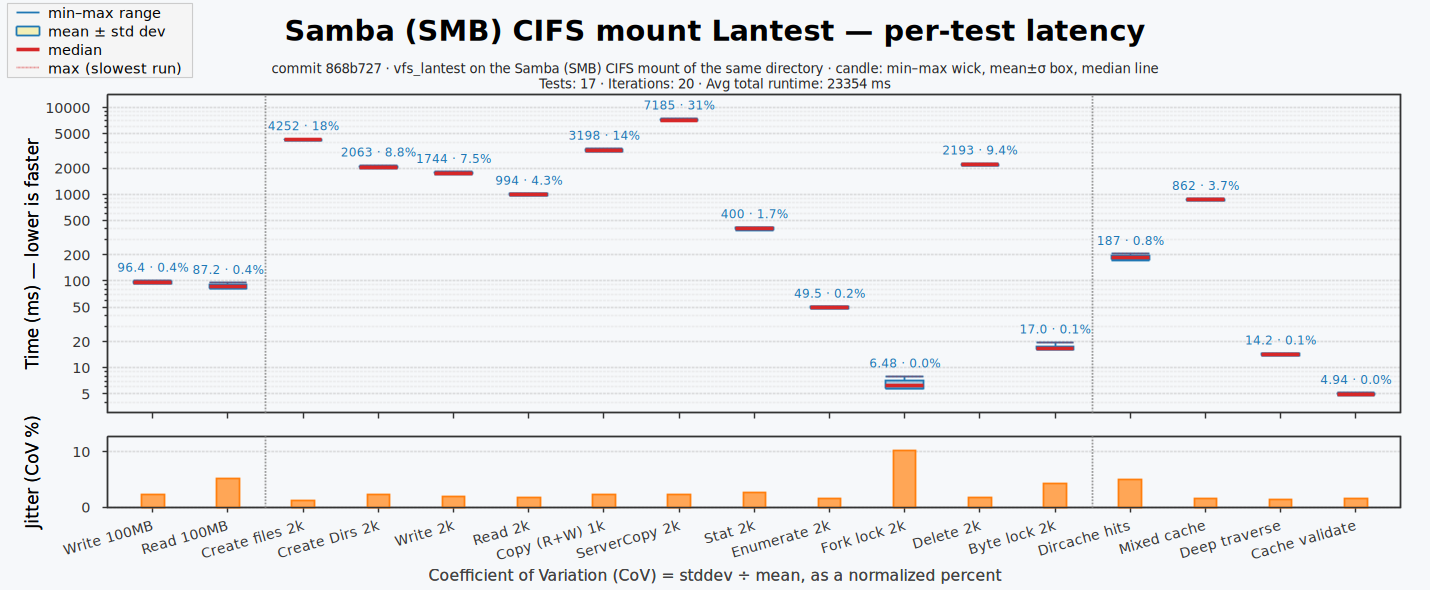 min–max range
mean ± std dev
median
max (slowest run)
Samba (SMB) CIFS mount Lantest — per-test latency
commit 868b727 · vfs_lantest on the Samba (SMB) CIFS mount of the same directory · candle: min–max wick, mean±σ box, median line
Tests: 17 · Iterations: 20 · Avg total runtime: 23354 ms
Time (ms) — lower is faster
10000
5000
2000
1000
500
200
100
50
20
10
5
96.4 · 0.4%
87.2 · 0.4%
4252 · 18%
2063 · 8.8%
1744 · 7.5%
994 · 4.3%
3198 · 14%
7185 · 31%
400 · 1.7%
49.5 · 0.2%
6.48 · 0.0%
2193 · 9.4%
17.0 · 0.1%
187 · 0.8%
862 · 3.7%
14.2 · 0.1%
4.94 · 0.0%
Jitter (CoV %)
10
0
Write 100MB
Read 100MB
Create files 2k
Create Dirs 2k
Write 2k
Read 2k
Copy (R+W) 1k
ServerCopy 2k
Stat 2k
Enumerate 2k
Fork lock 2k
Delete 2k
Byte lock 2k
Dircache hits
Mixed cache
Deep traverse
Cache validate
Coefficient of Variation (CoV) = stddev ÷ mean, as a normalized percent